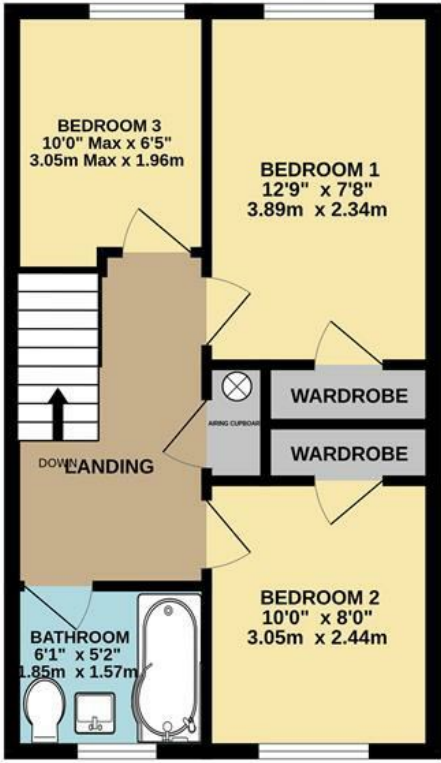 BEDROOM 3
10'0" Max x 6'5"
3.05m Max x 1.96m
BEDROOM 1
12'9" x 7'8"
3.89m x 2.34m
WARDROBE
AIRING CUPBOARD
WARDROBE
DOWN
LANDING
BEDROOM 2
10'0" x 8'0"
3.05m x 2.44m
BATHROOM
6'1" x 5'2"
1.85m x 1.57m